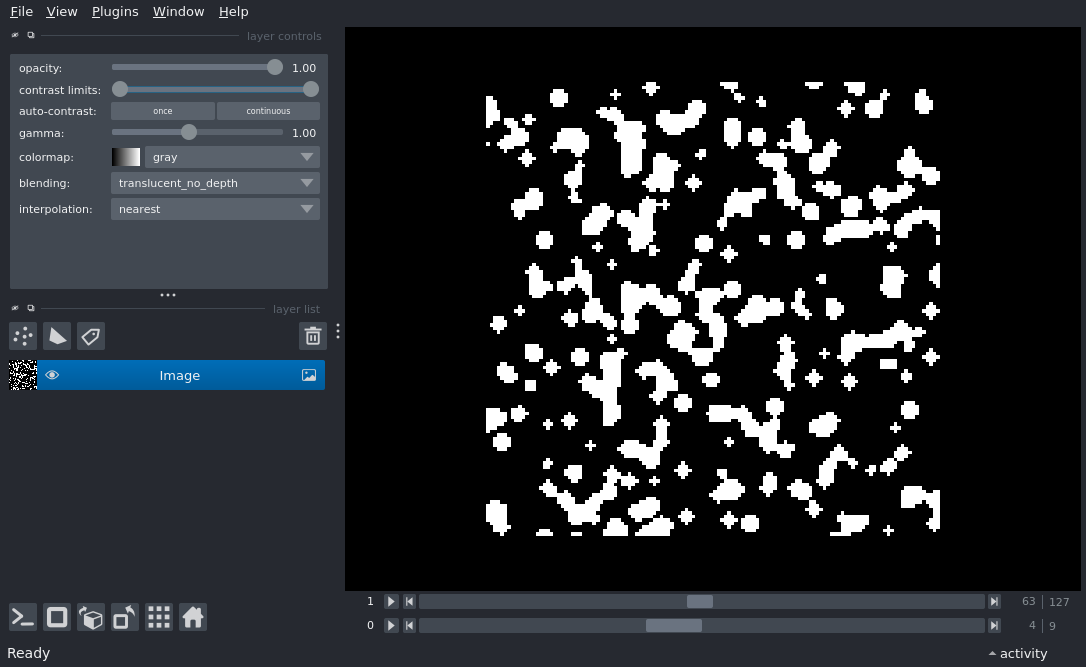 File View Plugins Window Help
layer controls
opacity: 1.00
contrast limits:
auto-contrast: once continuous
gamma: 1.00
colormap: gray
blending: translucent_no_depth
interpolation: nearest
layer list
Image
1 63 127
0 4 9
Ready activity